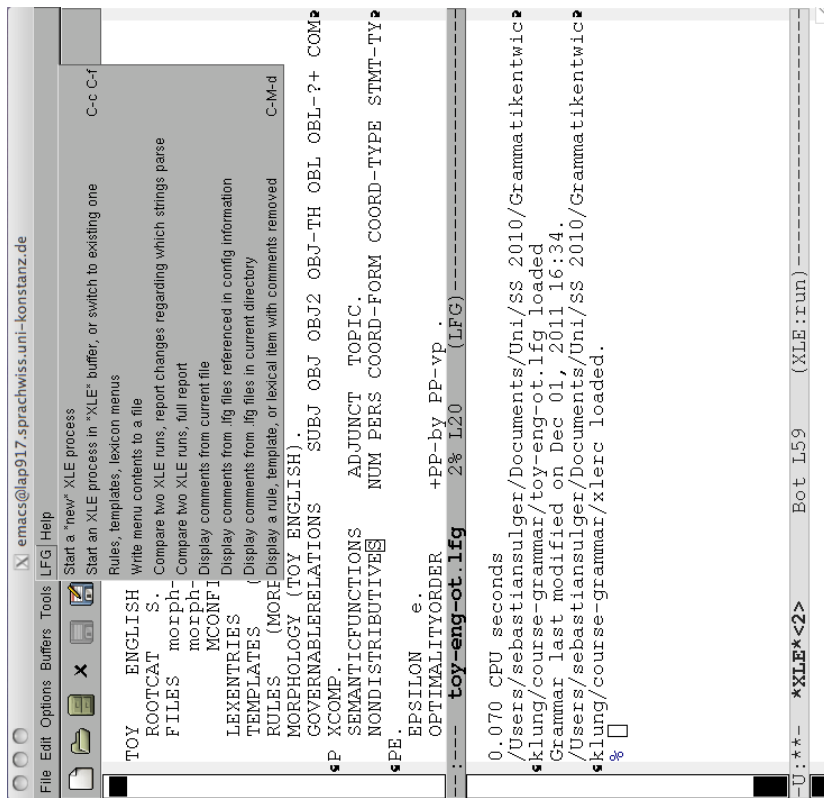 emacs@lap917.sprachwiss.uni-konstanz.de
File Edit Options Buffers Tools LFG Help
Start a *new* XLE process
Start an XLE process in *XLE* buffer, or switch to existing one C-c C-f
Rules, templates, lexicon menus
Write menu contents to a file
Compare two XLE runs, report changes regarding which strings parse
Compare two XLE runs, full report
Display comments from current file
Display comments from .lfg files referenced in config information
Display comments from .lfg files in current directory
Display a rule, template, or lexical item with comments removed C-M-d
TOY ENGLISH
ROOTCAT S.
FILES morph-
morph-
MCONFI
LEXENTRIES
TEMPLATES (
RULES (MORP
MORPHOLOGY (TOY ENGLISH).
GOVERNABLERELATIONS SUBJ OBJ OBJ2 OBJ-TH OBL OBL-?+ COM
P XCOMP.
SEMANTICFUNCTIONS ADJUNCT TOPIC.
NONDISTRIBUTIVES NUM PERS COORD-FORM COORD-TYPE STMT-TY
PE.
EPSILON e.
OPTIMALITYORDER +PP-by PP-vp .
-:--- toy-eng-ot.lfg 2% L20 (LFG)----------------------
0.070 CPU seconds
/Users/sebastiansulger/Documents/Uni/SS 2010/Grammatikentwic
klung/course-grammar/toy-eng-ot.lfg loaded
Grammar last modified on Dec 01, 2011 16:34.
/Users/sebastiansulger/Documents/Uni/SS 2010/Grammatikentwic
klung/course-grammar/xlerc loaded.
%
-U:**- *XLE*<2> Bot L59 (XLE:run)----------------------